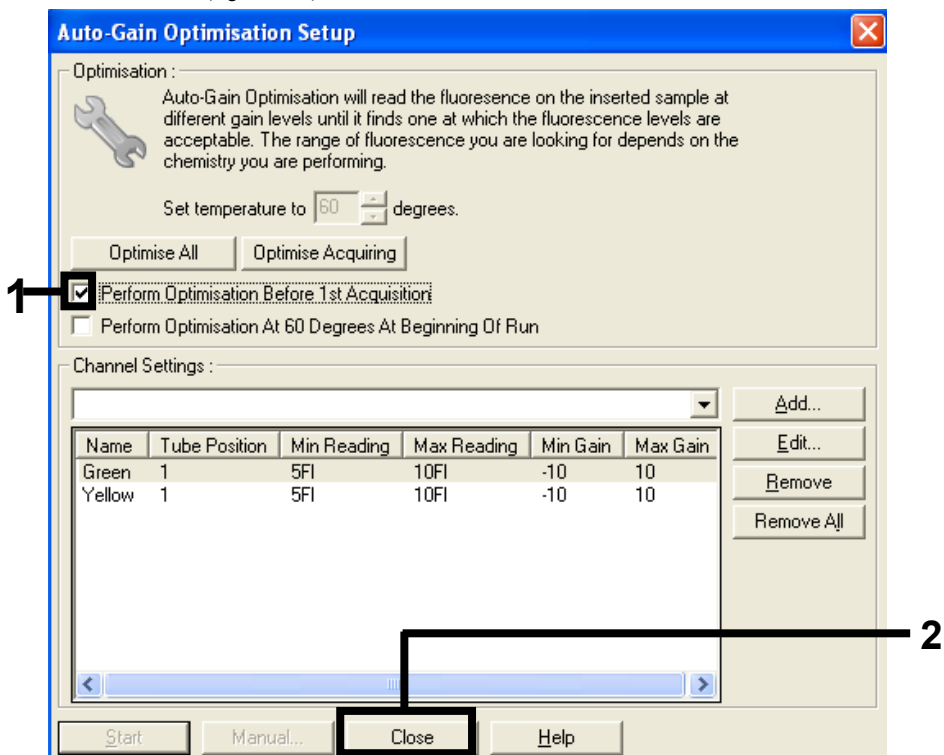 Auto-Gain Optimisation Setup
Optimisation :
Auto-Gain Optimisation will read the fluoresence on the inserted sample at
different gain levels until it finds one at which the fluorescence levels are
acceptable. The range of fluorescence you are looking for depends on the
chemistry you are performing.
Set temperature to 60 degrees.
Optimise All Optimise Acquiring
1
Perform Optimisation Before 1st Acquisition
Perform Optimisation At 60 Degrees At Beginning Of Run
Channel Settings :
Add...
Name Tube Position Min Reading Max Reading Min Gain Max Gain
Edit...
Green 1 5Fl 10Fl -10 10
Yellow 1 5Fl 10Fl -10 10
Remove
Remove All
2
Start Manual... Close Help